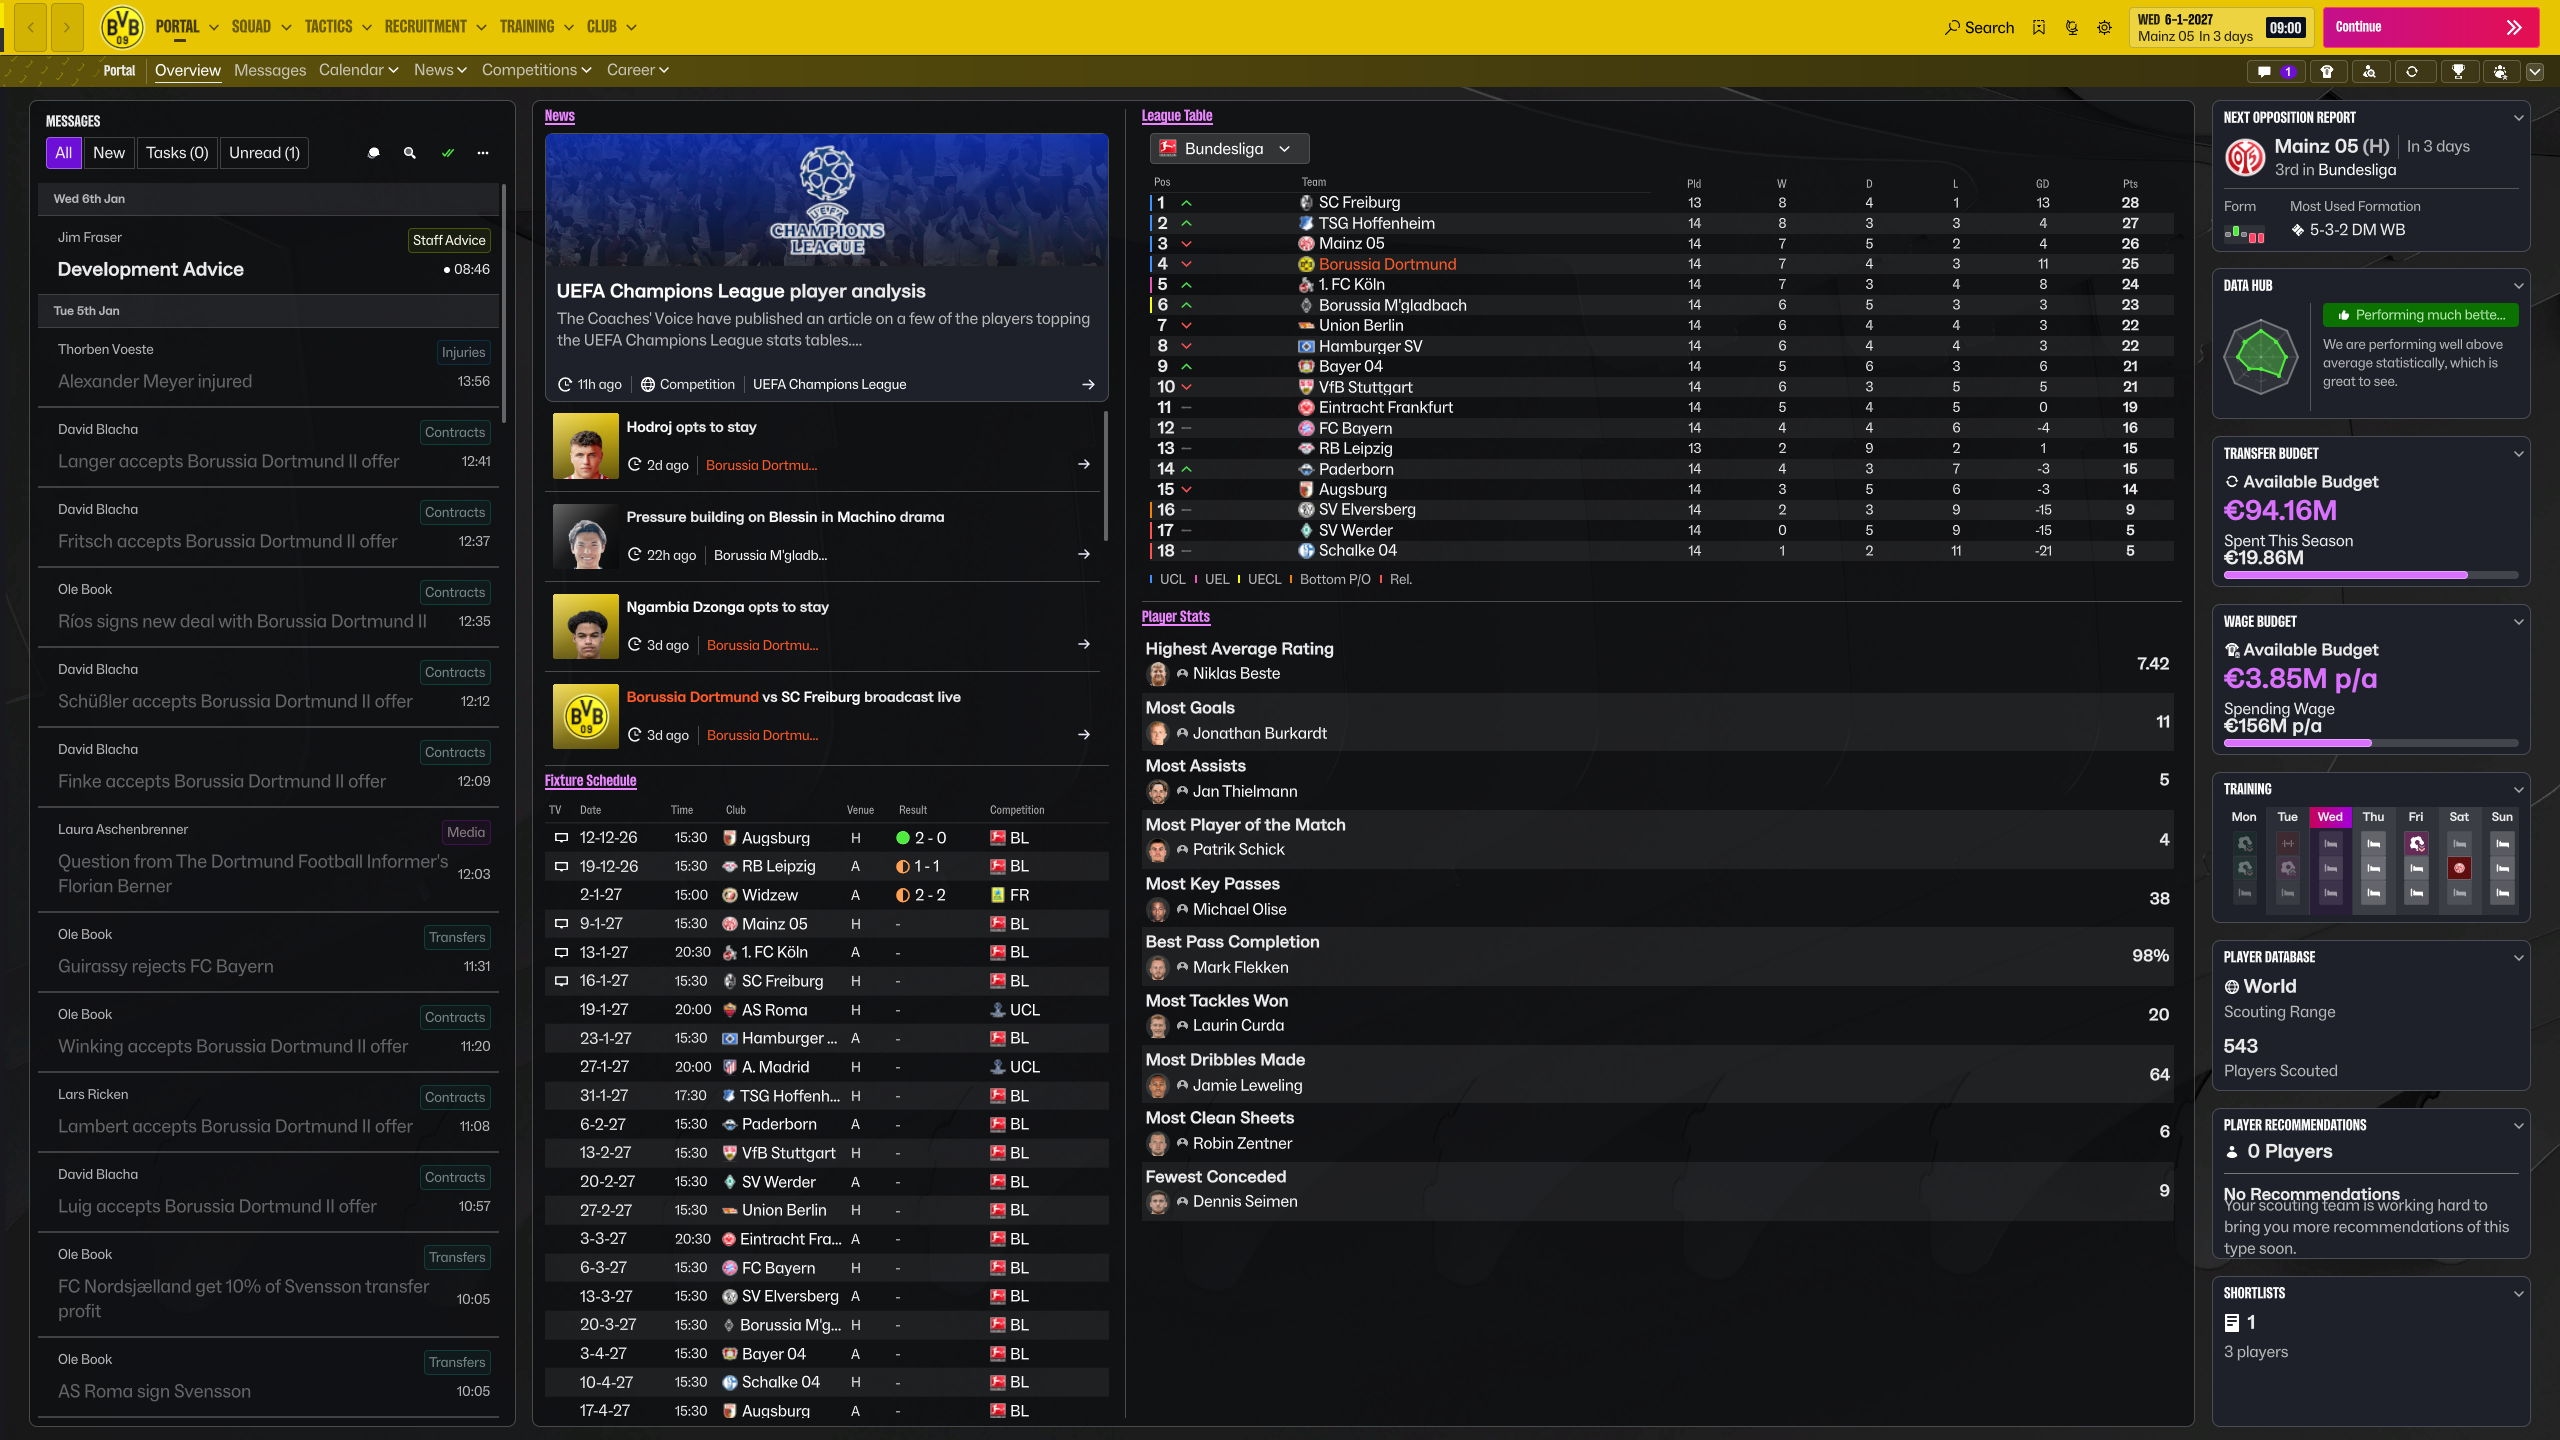 PORTAL SQUAD TACTICS RECRUITMENT TRAINING CLUB
Search
WED 6-1-2027
Mainz 05 In 3 days
09:00
Continue
Portal Overview Messages Calendar News Competitions Career
1
MESSAGES
All New Tasks (0) Unread (1)
Wed 6th Jan
Jim Fraser Staff Advice
Development Advice 08:46
Tue 5th Jan
Thorben Voeste Injuries
Alexander Meyer injured 13:56
David Blacha Contracts
Langer accepts Borussia Dortmund II offer 12:41
David Blacha Contracts
Fritsch accepts Borussia Dortmund II offer 12:37
Ole Book Contracts
Ríos signs new deal with Borussia Dortmund II 12:35
David Blacha Contracts
Schüßler accepts Borussia Dortmund II offer 12:12
David Blacha Contracts
Finke accepts Borussia Dortmund II offer 12:09
Laura Aschenbrenner Media
Question from The Dortmund Football Informer's
Florian Berner 12:03
Ole Book Transfers
Guirassy rejects FC Bayern 11:31
Ole Book Contracts
Winking accepts Borussia Dortmund II offer 11:20
Lars Ricken Contracts
Lambert accepts Borussia Dortmund II offer 11:08
David Blacha Contracts
Luig accepts Borussia Dortmund II offer 10:57
Ole Book Transfers
FC Nordsjælland get 10% of Svensson transfer
profit 10:05
Ole Book Transfers
AS Roma sign Svensson 10:05
News
UEFA
CHAMPIONS
LEAGUE
UEFA Champions League player analysis
The Coaches' Voice have published an article on a few of the players topping
the UEFA Champions League stats tables....
11h ago Competition UEFA Champions League
Hodroj opts to stay
2d ago Borussia Dortmu...
Pressure building on Blessin in Machino drama
22h ago Borussia M'gladb...
Ngambia Dzonga opts to stay
3d ago Borussia Dortmu...
BVB
09
Borussia Dortmund vs SC Freiburg broadcast live
3d ago Borussia Dortmu...
Fixture Schedule
TV Date Time Club Venue Result Competition
12-12-26 15:30 Augsburg H 2 - 0 BL
19-12-26 15:30 RB Leipzig A 1 - 1 BL
2-1-27 15:00 Widzew A 2 - 2 FR
9-1-27 15:30 Mainz 05 H - BL
13-1-27 20:30 1. FC Köln A - BL
16-1-27 15:30 SC Freiburg H - BL
19-1-27 20:00 AS Roma H - UCL
23-1-27 15:30 Hamburger ... A - BL
27-1-27 20:00 A. Madrid H - UCL
31-1-27 17:30 TSG Hoffenh... H - BL
6-2-27 15:30 Paderborn A - BL
13-2-27 15:30 VfB Stuttgart H - BL
20-2-27 15:30 SV Werder A - BL
27-2-27 15:30 Union Berlin H - BL
3-3-27 20:30 Eintracht Fra... A - BL
6-3-27 15:30 FC Bayern H - BL
13-3-27 15:30 SV Elversberg A - BL
20-3-27 15:30 Borussia M'g... H - BL
3-4-27 15:30 Bayer 04 A - BL
10-4-27 15:30 Schalke 04 H - BL
17-4-27 15:30 Augsburg A - BL
League Table
Bundesliga
Pos Team Pld W D L GD Pts
1 SC Freiburg 13 8 4 1 13 28
2 TSG Hoffenheim 14 8 3 3 4 27
3 Mainz 05 14 7 5 2 4 26
4 Borussia Dortmund 14 7 4 3 11 25
5 1. FC Köln 14 7 3 4 8 24
6 Borussia M'gladbach 14 6 5 3 3 23
7 Union Berlin 14 6 4 4 3 22
8 Hamburger SV 14 6 4 4 3 22
9 Bayer 04 14 5 6 3 6 21
10 VfB Stuttgart 14 6 3 5 5 21
11 Eintracht Frankfurt 14 5 4 5 0 19
12 FC Bayern 14 4 4 6 -4 16
13 RB Leipzig 13 2 9 2 1 15
14 Paderborn 14 4 3 7 -3 15
15 Augsburg 14 3 5 6 -3 14
16 SV Elversberg 14 2 3 9 -15 9
17 SV Werder 14 0 5 9 -15 5
18 Schalke 04 14 1 2 11 -21 5
UCL UEL UECL Bottom P/O Rel.
Player Stats
Highest Average Rating
Niklas Beste 7.42
Most Goals
Jonathan Burkardt 11
Most Assists
Jan Thielmann 5
Most Player of the Match
Patrik Schick 4
Most Key Passes
Michael Olise 38
Best Pass Completion
Mark Flekken 98%
Most Tackles Won
Laurin Curda 20
Most Dribbles Made
Jamie Leweling 64
Most Clean Sheets
Robin Zentner 6
Fewest Conceded
Dennis Seimen 9
NEXT OPPOSITION REPORT
Mainz 05 (H) In 3 days
3rd in Bundesliga
Form Most Used Formation
5-3-2 DM WB
DATA HUB
Performing much bette...
We are performing well above
average statistically, which is
great to see.
TRANSFER BUDGET
Available Budget
€94.16M
Spent This Season
€19.86M
WAGE BUDGET
Available Budget
€3.85M p/a
Spending Wage
€156M p/a
TRAINING
Mon Tue Wed Thu Fri Sat Sun
PLAYER DATABASE
World
Scouting Range
543
Players Scouted
PLAYER RECOMMENDATIONS
0 Players
No Recommendations
Your scouting team is working hard to
bring you more recommendations of this
type soon.
SHORTLISTS
1
3 players